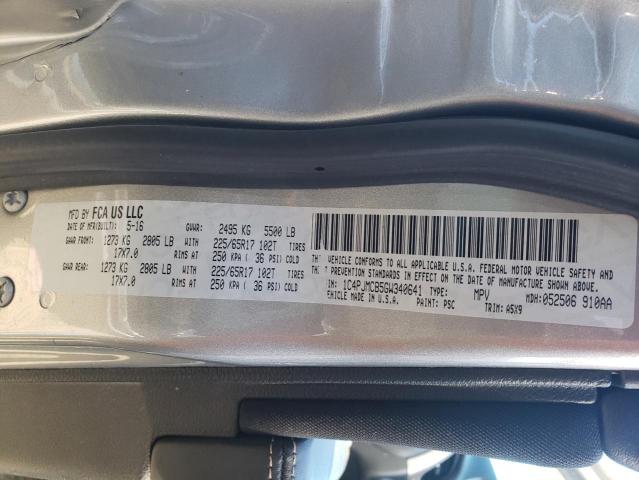 MFD BY FCA US LLC
DATE OF MFR(BUILT): 5-16 GVWR: 2495 KG 5500 LB
GAWR FRONT: 1273 KG 2805 LB WITH 225/65R17 102T TIRES
17X7.0 RIMS AT 250 KPA ( 36 PSI) COLD
GAWR REAR: 1273 KG 2805 LB WITH 225/65R17 102T TIRES
17X7.0 RIMS AT 250 KPA ( 36 PSI) COLD
VEHICLE CONFORMS TO ALL APPLICABLE U.S.A. FEDERAL MOTOR VEHICLE SAFETY AND
THEFT PREVENTION STANDARDS IN EFFECT ON THE DATE OF MANUFACTURE SHOWN ABOVE.
1C4PJMCB5GW340641 TYPE: MPV MDH: 052506 910AA
MADE IN U.S.A. PAINT: PSC TRIM: A5X9